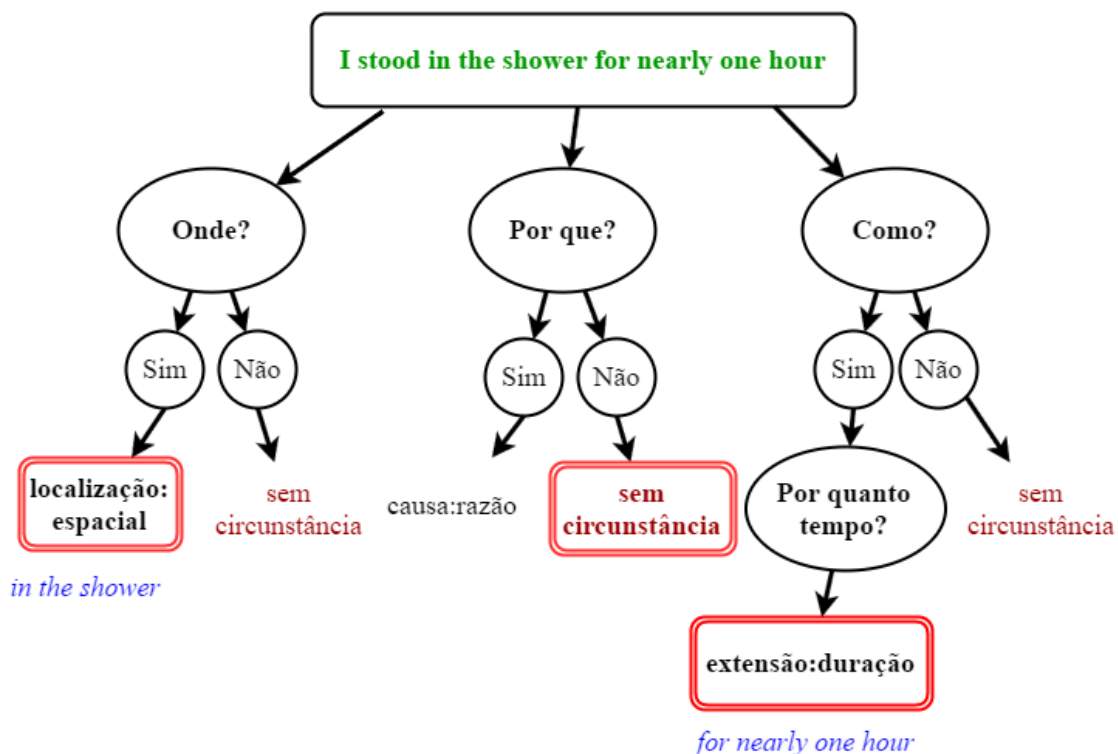 I stood in the shower for nearly one hour
Onde?
Por que?
Como?
Sim
Não
Sim
Não
Sim
Não
localização:
espacial
sem
circunstância
causa:razão
sem
circunstância
Por quanto
tempo?
sem
circunstância
in the shower
extensão:duração
for nearly one hour